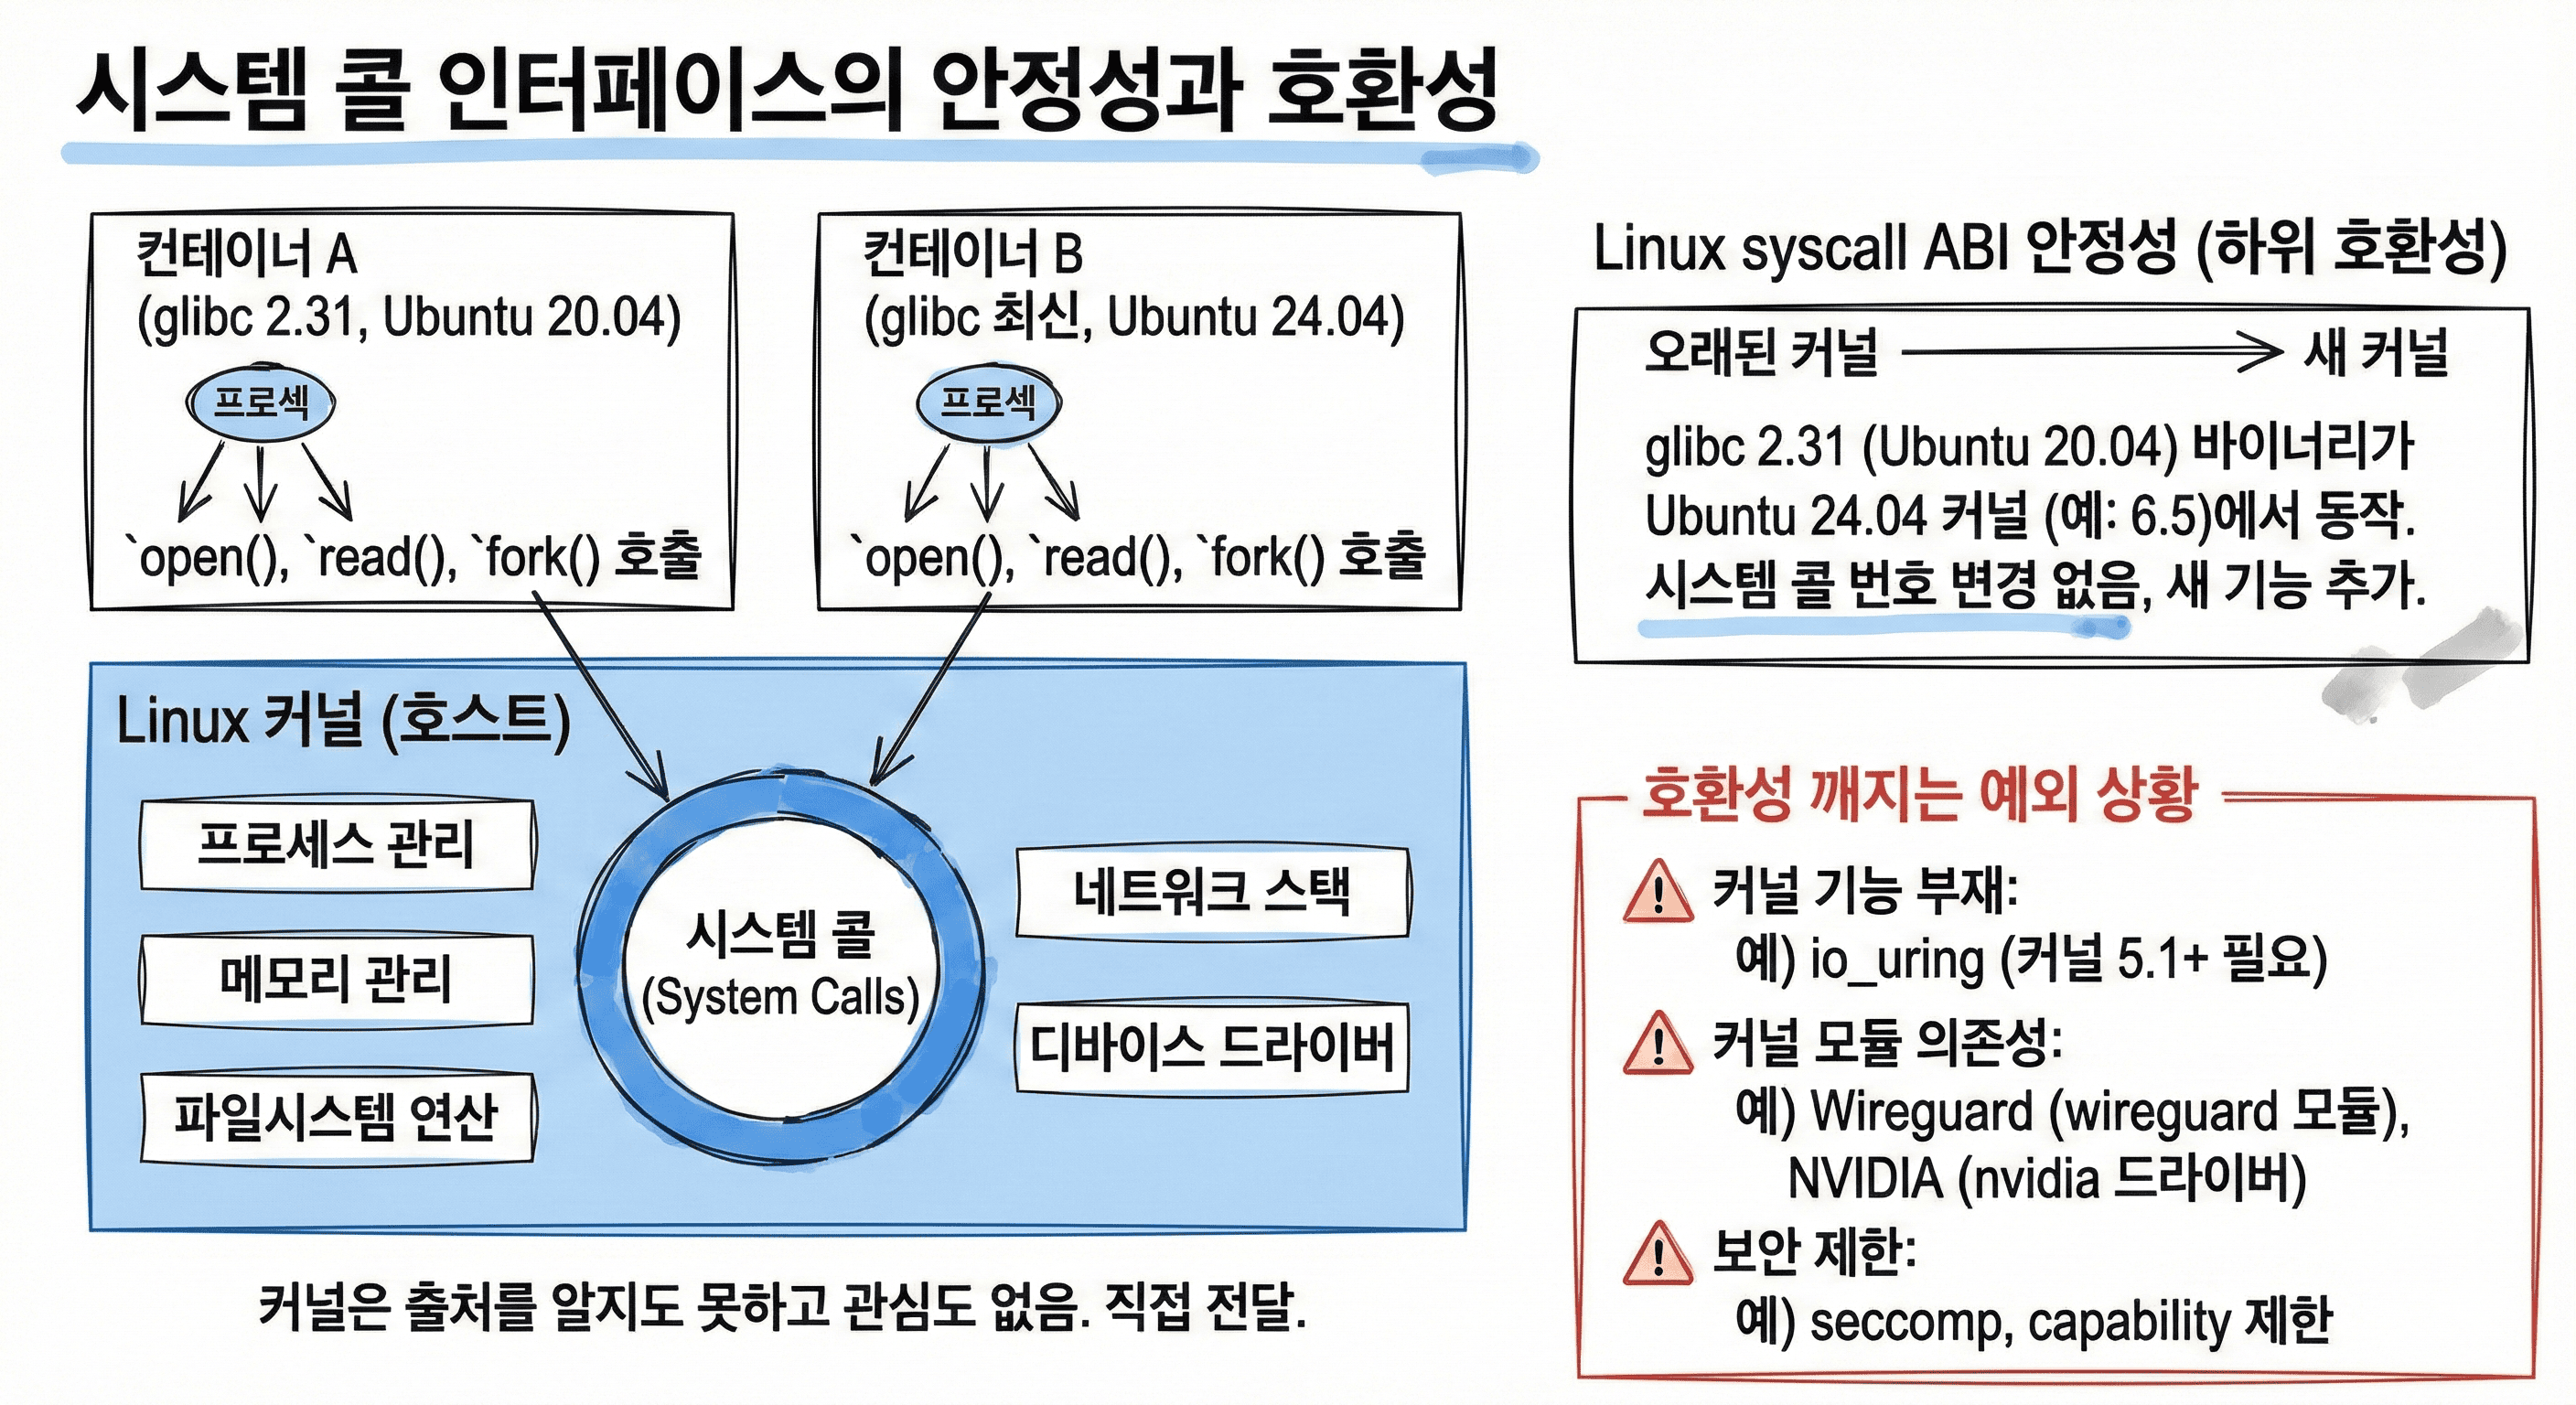 시스템 콜 인터페이스의 안정성과 호환성
컨테이너 A
(glibc 2.31, Ubuntu 20.04)
프로섹
`open(), `read(), `fork() 호출
컨테이너 B
(glibc 최신, Ubuntu 24.04)
프로섹
`open(), `read(), `fork() 호출
Linux 커널 (호스트)
프로세스 관리
메모리 관리
파일시스템 연산
시스템 콜
(System Calls)
네트워크 스택
디바이스 드라이버
커널은 출처를 알지도 못하고 관심도 없음. 직접 전달.
Linux syscall ABI 안정성 (하위 호환성)
오래된 커널 새 커널
glibc 2.31 (Ubuntu 20.04) 바이너리가
Ubuntu 24.04 커널 (예: 6.5)에서 동작.
시스템 콜 번호 변경 없음, 새 기능 추가.
호환성 깨지는 예외 상황
커널 기능 부재:
예) io_uring (커널 5.1+ 필요)
커널 모듈 의존성:
예) Wireguard (wireguard 모듈),
NVIDIA (nvidia 드라이버)
보안 제한:
예) seccomp, capability 제한